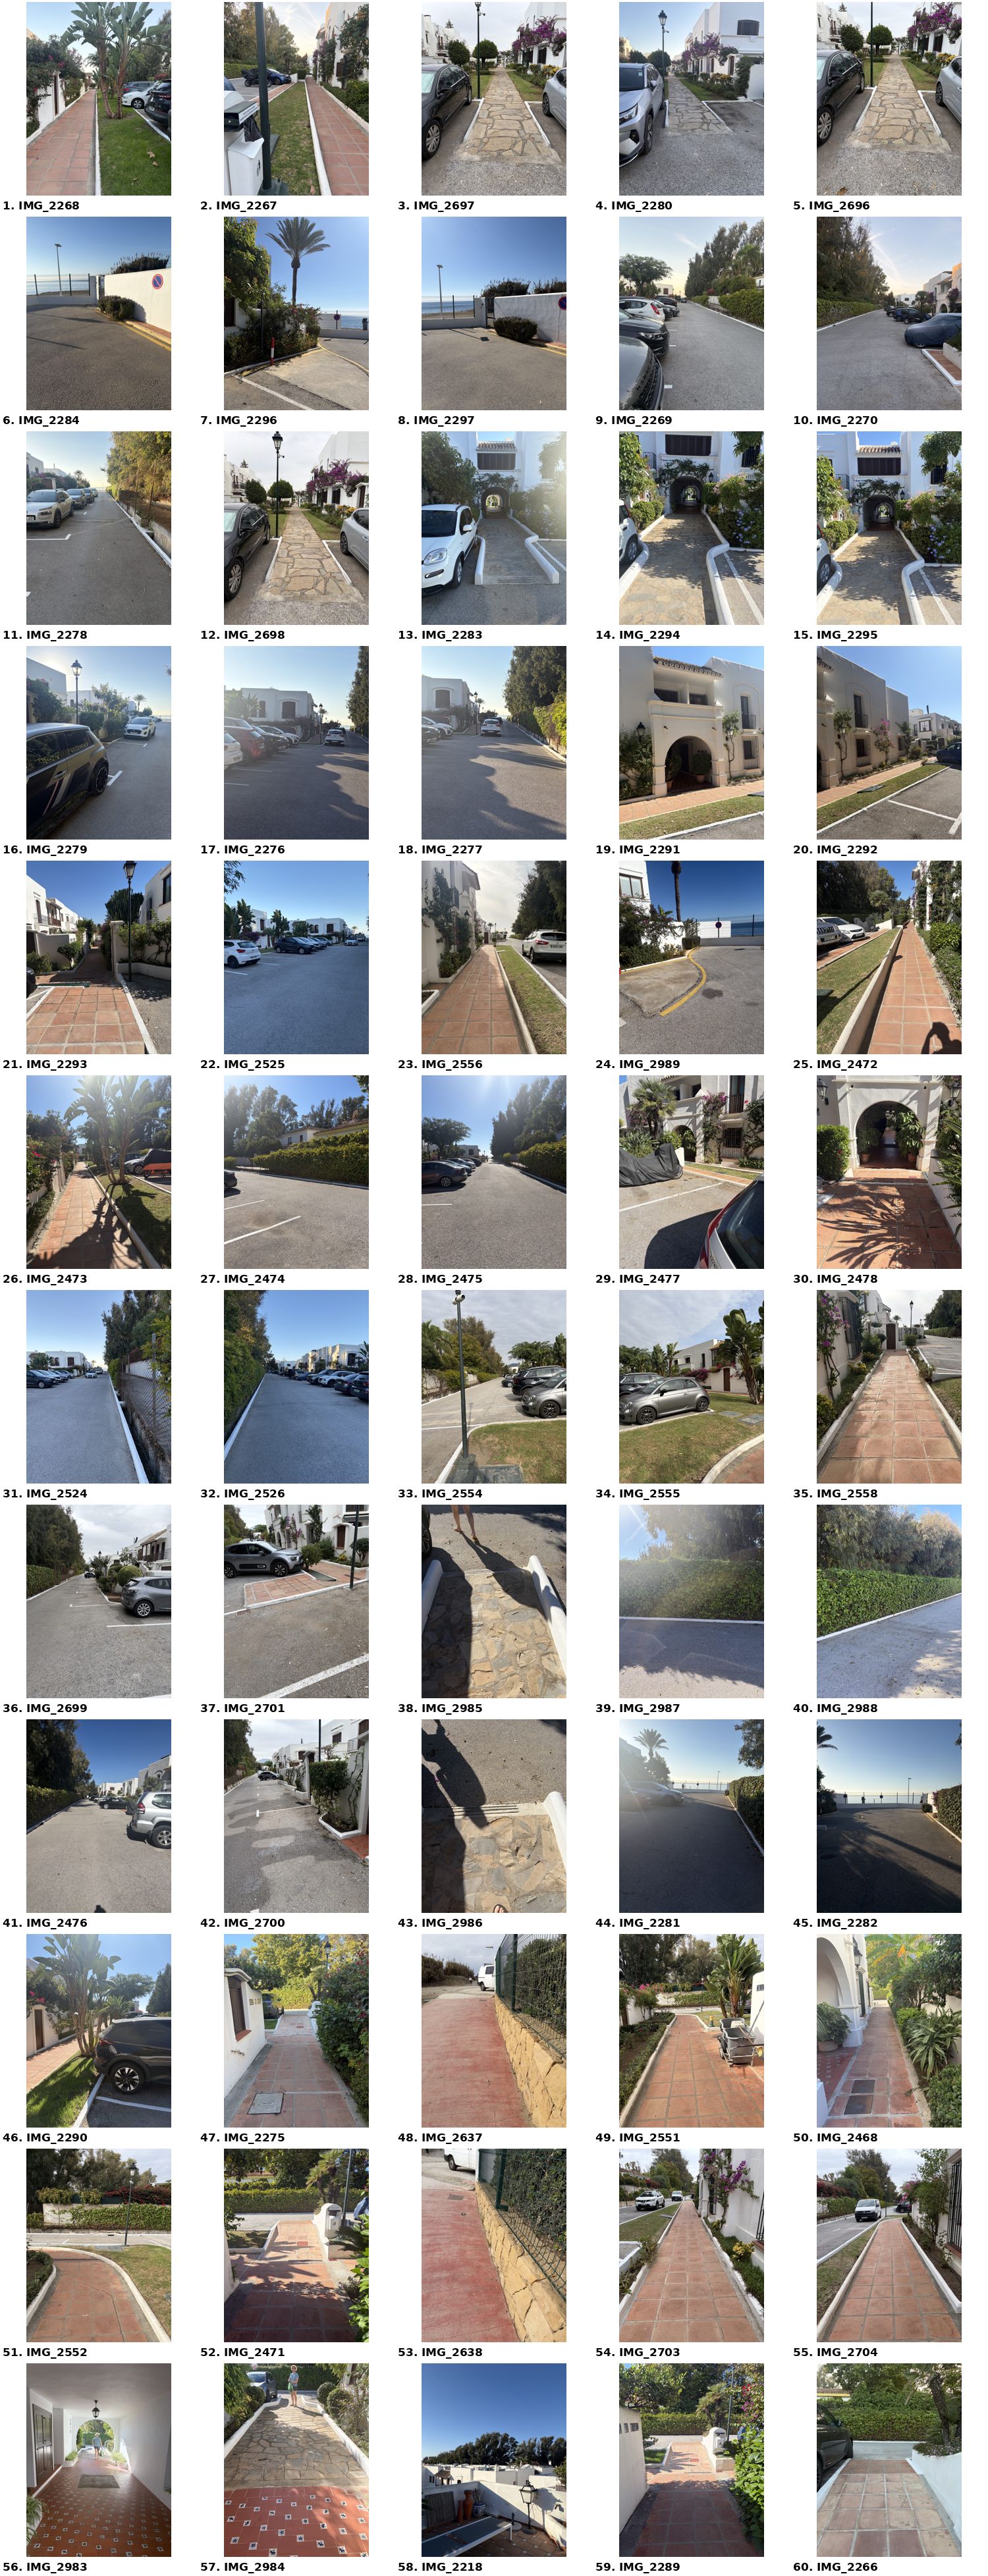 1. IMG_2268
2. IMG_2267
3. IMG_2697
4. IMG_2280
5. IMG_2696
6. IMG_2284
7. IMG_2296
8. IMG_2297
9. IMG_2269
10. IMG_2270
11. IMG_2278
12. IMG_2698
13. IMG_2283
14. IMG_2294
15. IMG_2295
16. IMG_2279
17. IMG_2276
18. IMG_2277
19. IMG_2291
20. IMG_2292
21. IMG_2293
22. IMG_2525
23. IMG_2556
24. IMG_2989
25. IMG_2472
26. IMG_2473
27. IMG_2474
28. IMG_2475
29. IMG_2477
30. IMG_2478
31. IMG_2524
32. IMG_2526
33. IMG_2554
34. IMG_2555
35. IMG_2558
36. IMG_2699
37. IMG_2701
38. IMG_2985
39. IMG_2987
40. IMG_2988
41. IMG_2476
42. IMG_2700
43. IMG_2986
44. IMG_2281
45. IMG_2282
46. IMG_2290
47. IMG_2275
48. IMG_2637
49. IMG_2551
50. IMG_2468
51. IMG_2552
52. IMG_2471
53. IMG_2638
54. IMG_2703
55. IMG_2704
56. IMG_2983
57. IMG_2984
58. IMG_2218
59. IMG_2289
60. IMG_2266